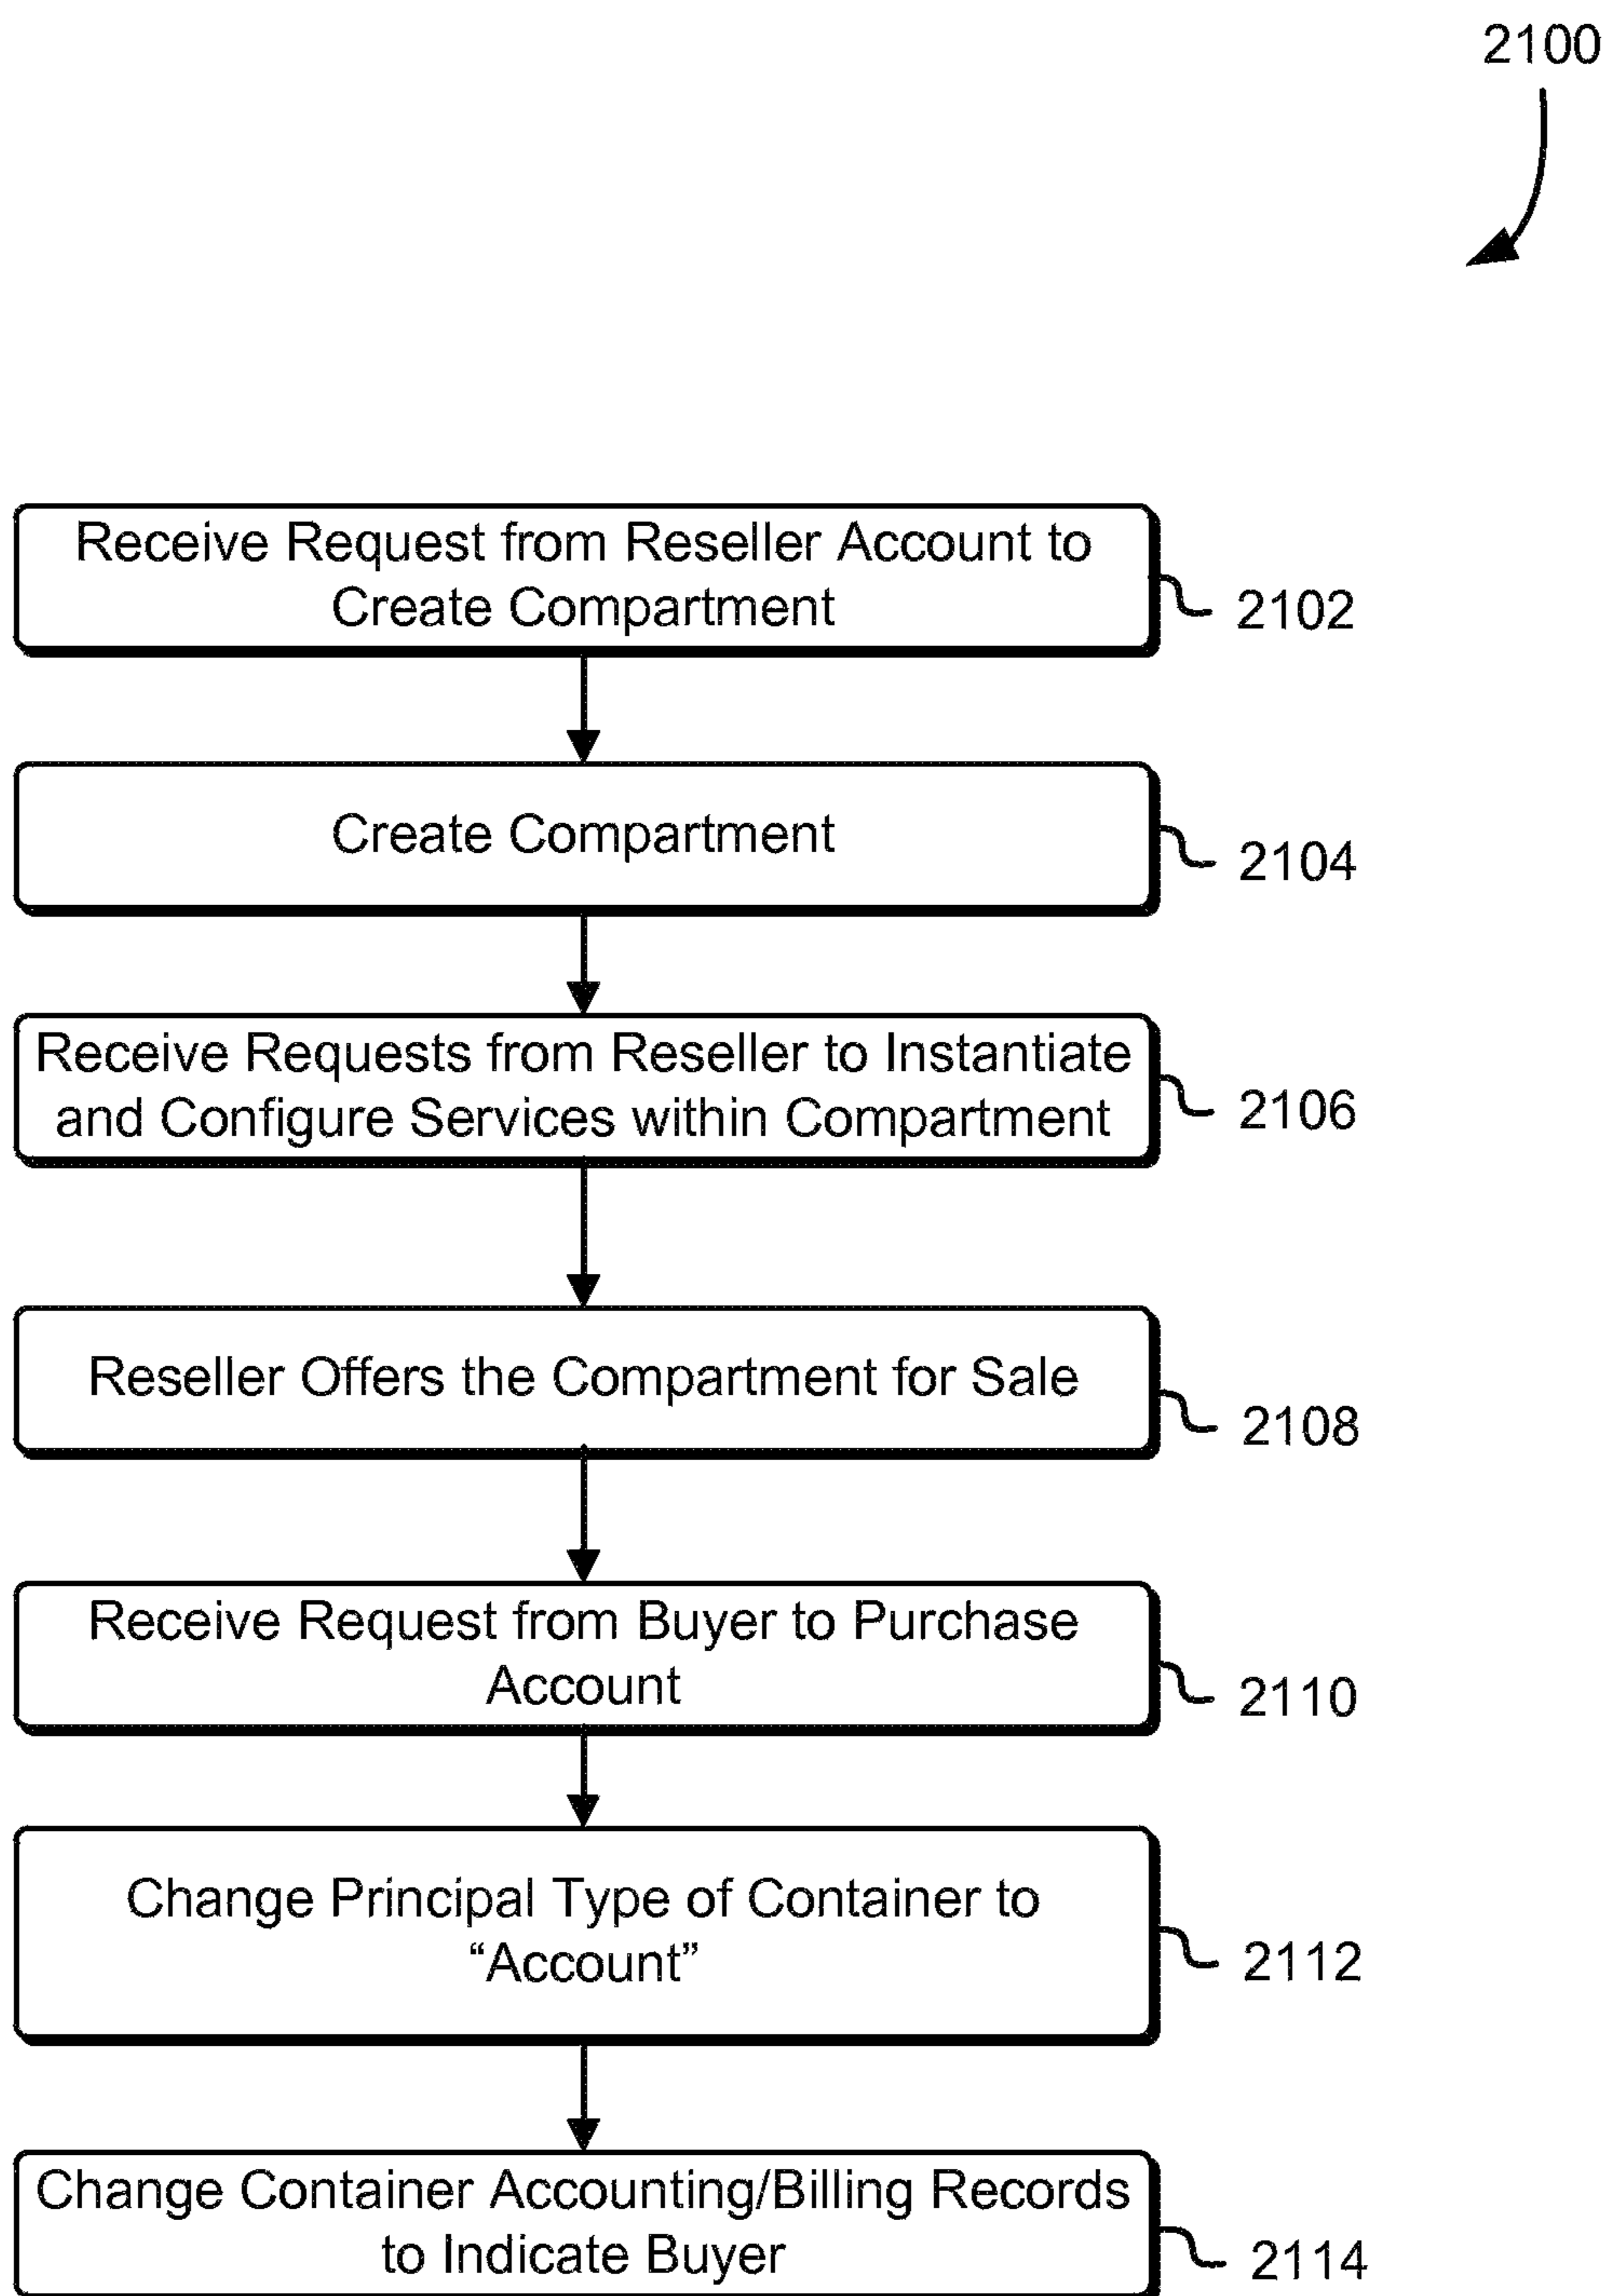 2100
Receive Request from Reseller Account to
Create Compartment
2102
Create Compartment
2104
Receive Requests from Reseller to Instantiate
and Configure Services within Compartment
2106
Reseller Offers the Compartment for Sale
2108
Receive Request from Buyer to Purchase
Account
2110
Change Principal Type of Container to
“Account”
2112
Change Container Accounting/Billing Records
to Indicate Buyer
2114